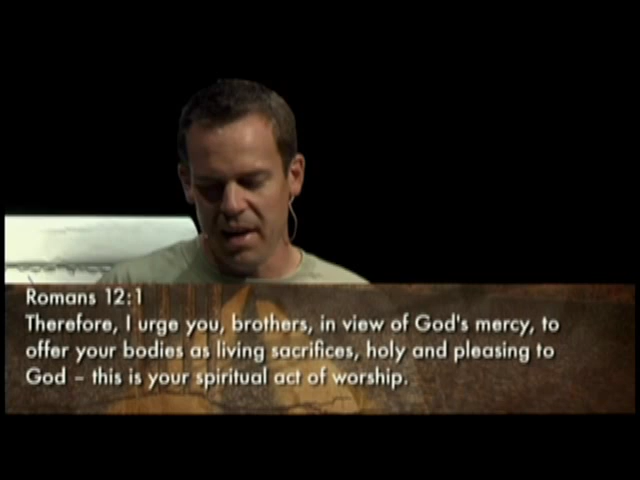 Romans 12:1
Therefore, I urge you, brothers, in view of God's mercy, to
offer your bodies as living sacrifices, holy and pleasing to
God – this is your spiritual act of worship.